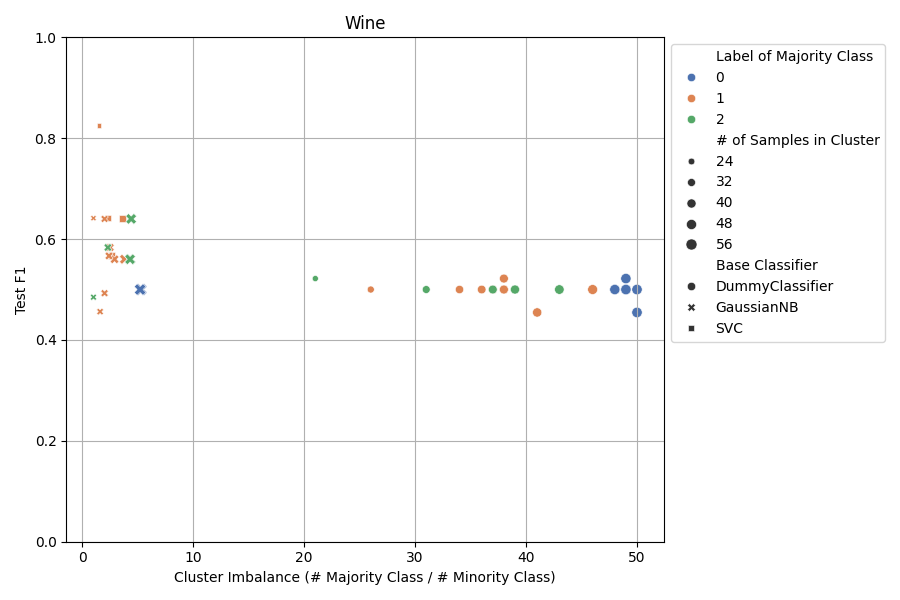 Wine
1.0
0.8
0.6
0.4
0.2
0.0
Test F1
0 10 20 30 40 50
Cluster Imbalance (# Majority Class / # Minority Class)
Label of Majority Class
0
1
2
# of Samples in Cluster
24
32
40
48
56
Base Classifier
DummyClassifier
GaussianNB
SVC